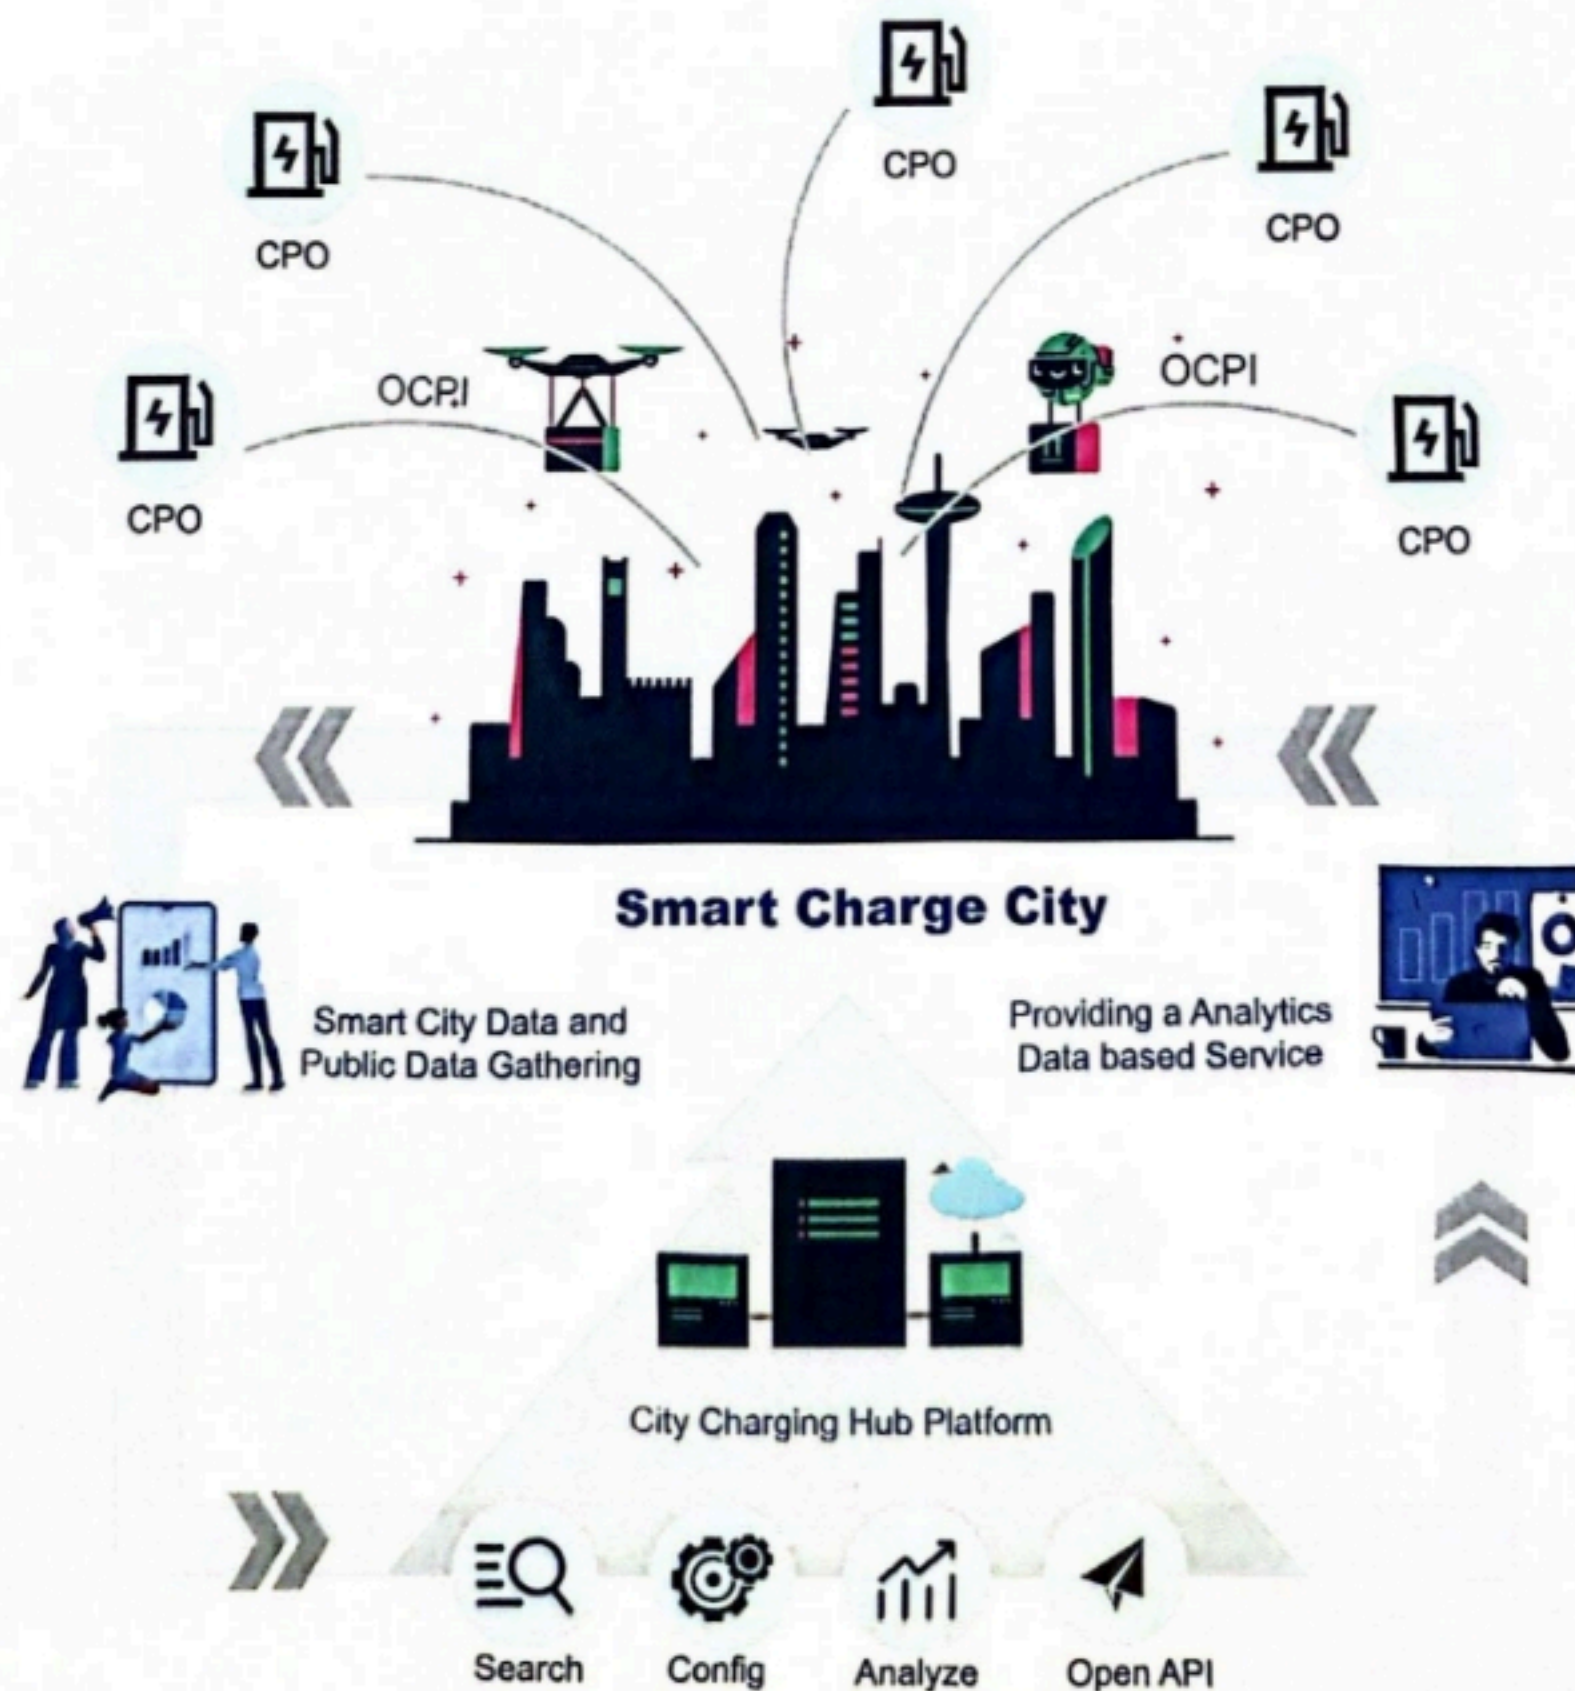 CPO
CPO
CPO
CPO
CPO
OCPI
OCPI
Smart Charge City
Smart City Data and
Public Data Gathering
Providing a Analytics
Data based Service
City Charging Hub Platform
Search
Config
Analyze
Open API